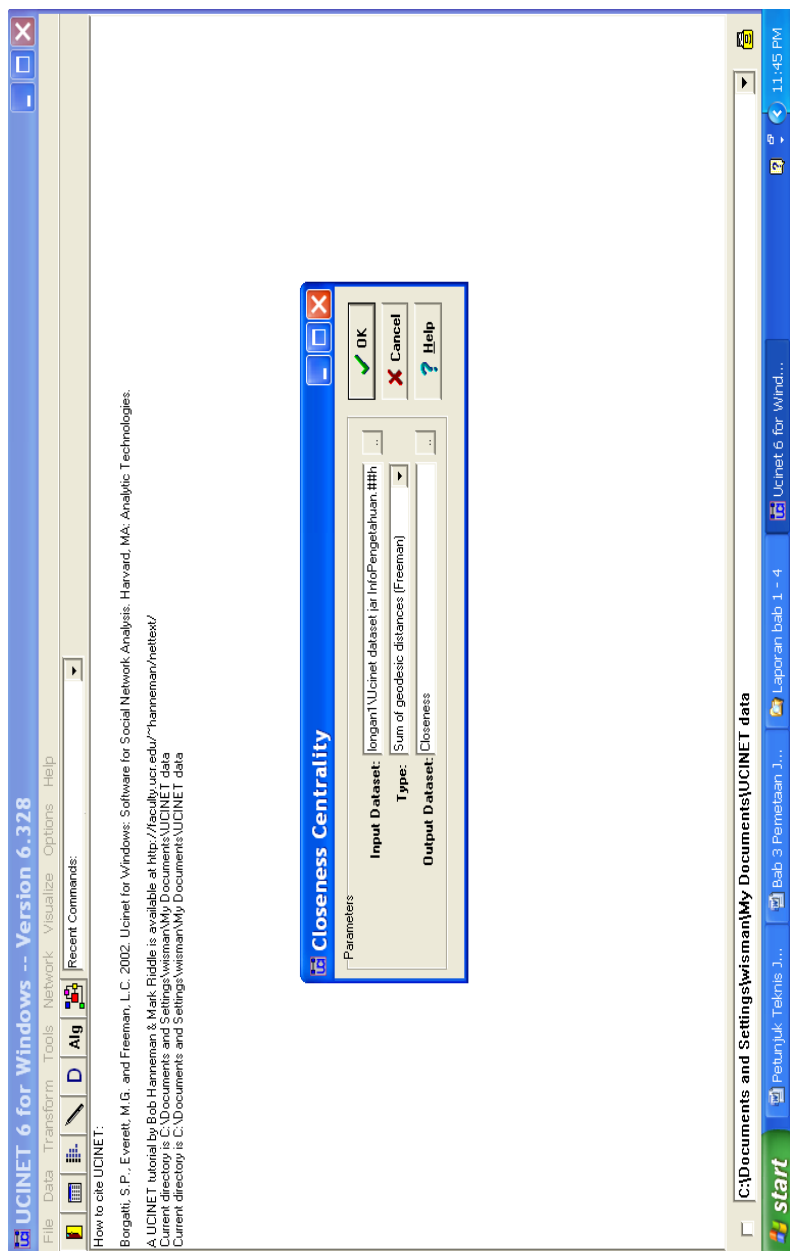 UCINET 6 for Windows -- Version 6.328
File Data Transform Tools Network Visualize Options Help
D Alg Recent Commands:
How to cite UCINET:
Borgatti, S.P., Everett, M.G. and Freeman, L.C. 2002. Ucinet for Windows: Software for Social Network Analysis. Harvard, MA: Analytic Technologies.
A UCINET tutorial by Bob Hanneman & Mark Riddle is available at http://faculty.ucr.edu/~hanneman/nettext/
Current directory is C:\Documents and Settings\wisman\My Documents\UCINET data
Current directory is C:\Documents and Settings\wisman\My Documents\UCINET data
Closeness Centrality
Parameters
Input Dataset: longan1\Ucinet dataset jar InfoPengetahuan.##h ..
Type: Sum of geodesic distances (Freeman)
Output Dataset: Closeness ..
OK
Cancel
? Help
C:\Documents and Settings\wisman\My Documents\UCINET data
start
Petunjuk Teknis J...
Bab 3 Pemetaan J...
Laporan bab 1 - 4
Ucinet 6 for Wind...
11:45 PM